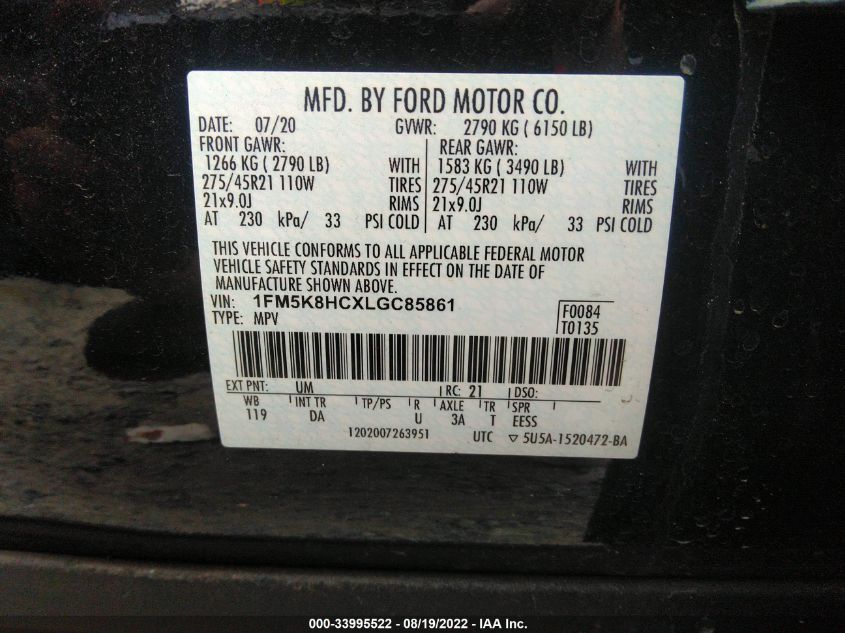 MFD. BY FORD MOTOR CO.
DATE: 07/20 GVWR: 2790 KG ( 6150 LB)
FRONT GAWR: REAR GAWR:
1266 KG ( 2790 LB) WITH 1583 KG ( 3490 LB) WITH
275/45R21 110W TIRES 275/45R21 110W TIRES
21x9.0J RIMS 21x9.0J RIMS
AT 230 kPa/ 33 PSI COLD AT 230 kPa/ 33 PSI COLD
THIS VEHICLE CONFORMS TO ALL APPLICABLE FEDERAL MOTOR
VEHICLE SAFETY STANDARDS IN EFFECT ON THE DATE OF
MANUFACTURE SHOWN ABOVE.
VIN: 1FM5K8HCXLGC85861 F0084
TYPE: MPV T0135
EXT PNT: UM RC: 21 DSO:
WB INT TR TP/PS R AXLE TR SPR
119 DA U 3A T EESS
1202007263951 UTC ▽ 5U5A-1520472-BA
000-33995522 - 08/19/2022 - IAA Inc.